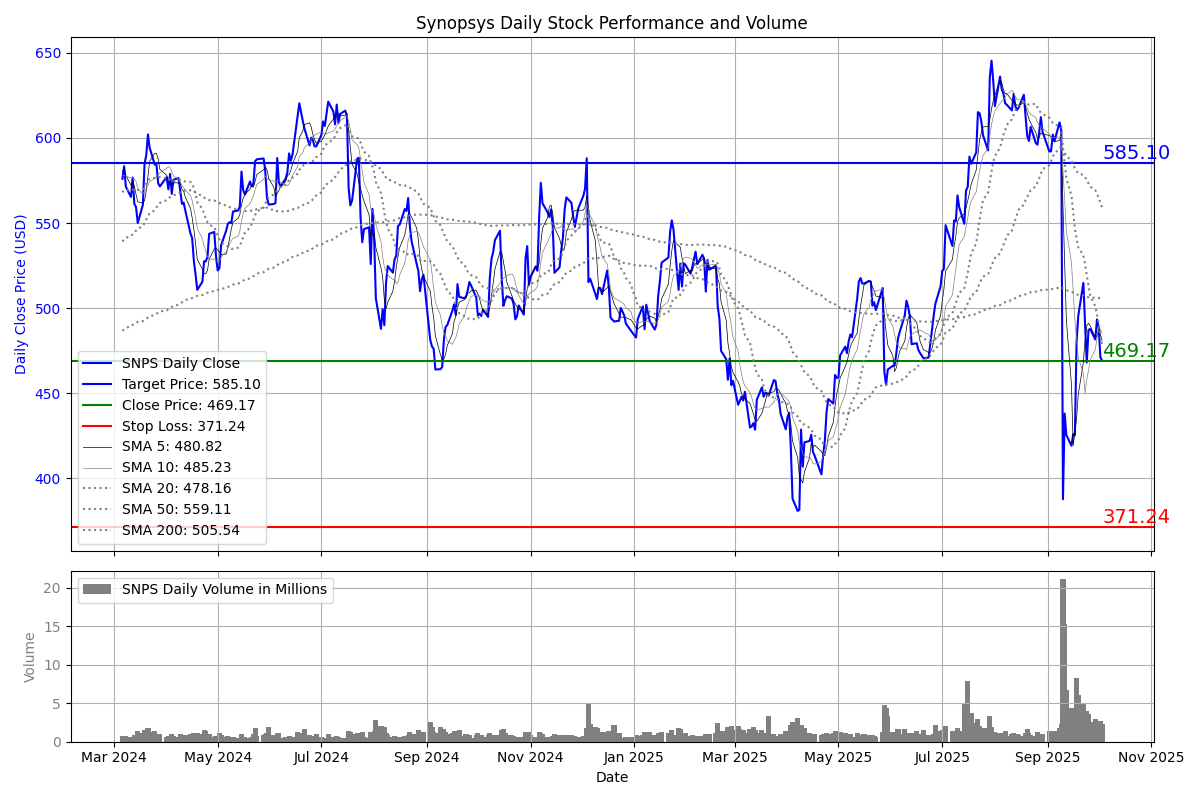 Synopsys Daily Stock Performance and Volume
Daily Close Price (USD)
650
600
550
500
450
400
585.10
469.17
371.24
SNPS Daily Close
Target Price: 585.10
Close Price: 469.17
Stop Loss: 371.24
SMA 5: 480.82
SMA 10: 485.23
SMA 20: 478.16
SMA 50: 559.11
SMA 200: 505.54
Volume
20
15
10
5
0
SNPS Daily Volume in Millions
Mar 2024 May 2024 Jul 2024 Sep 2024 Nov 2024 Jan 2025 Mar 2025 May 2025 Jul 2025 Sep 2025 Nov 2025
Date